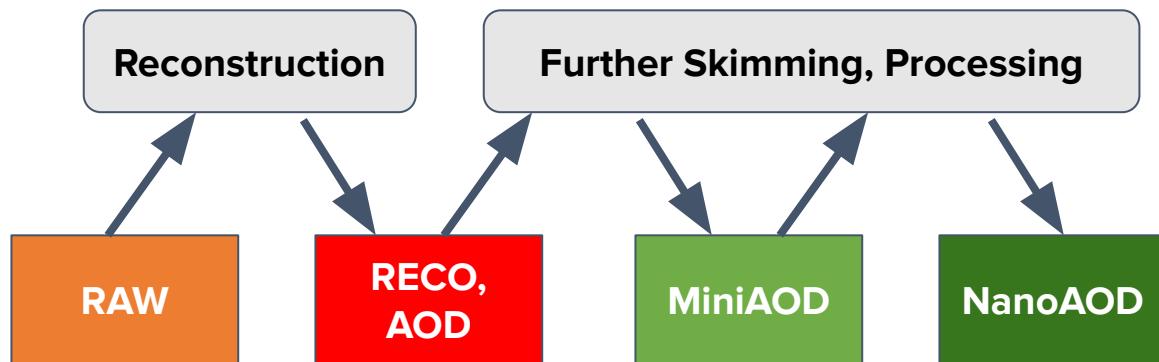 Reconstruction
Further Skimming, Processing
RAW
RECO,
AOD
MiniAOD
NanoAOD